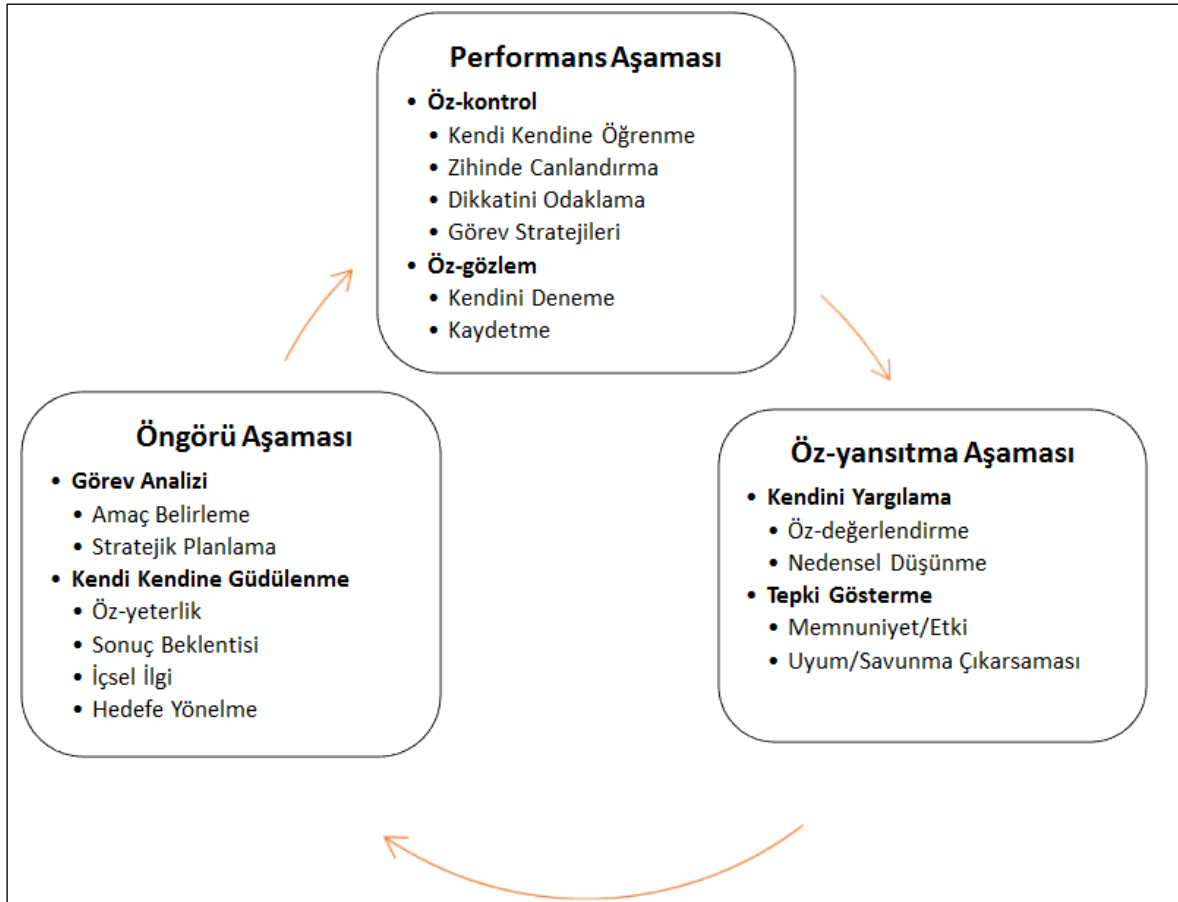 Performans Aşaması
• Öz-kontrol
• Kendi Kendine Öğrenme
• Zihinde Canlandırma
• Dikkatini Odaklama
• Görev Stratejileri
• Öz-gözlem
• Kendini Deneme
• Kaydetme
Öngörü Aşaması
• Görev Analizi
• Amaç Belirleme
• Stratejik Planlama
• Kendi Kendine Güdülenme
• Öz-yeterlik
• Sonuç Beklentisi
• İçsel İlgi
• Hedefe Yönelme
Öz-yansıtma Aşaması
• Kendini Yargılama
• Öz-değerlendirme
• Nedensel Düşünme
• Tepki Gösterme
• Memnuniyet/Etki
• Uyum/Savunma Çıkarsaması